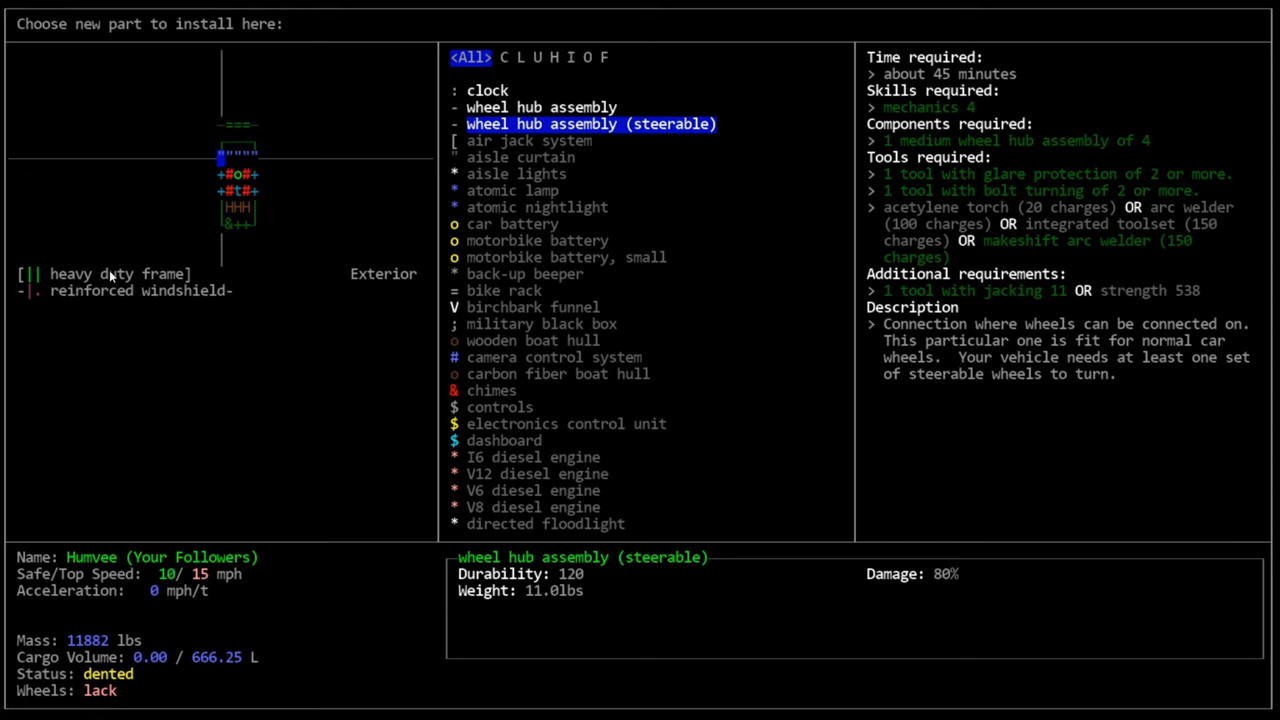 Choose new part to install here:
-===-
"""""
+#o#+
+#t#+
|HHH|
|&++|
[|| heavy duty frame] Exterior
-|. reinforced windshield-
<All> C L U H I O F
: clock
- wheel hub assembly
- wheel hub assembly (steerable)
[ air jack system
" aisle curtain
* aisle lights
* atomic lamp
* atomic nightlight
o car battery
o motorbike battery
o motorbike battery, small
* back-up beeper
= bike rack
V birchbark funnel
; military black box
o wooden boat hull
# camera control system
o carbon fiber boat hull
& chimes
$ controls
$ electronics control unit
$ dashboard
* I6 diesel engine
* V12 diesel engine
* V6 diesel engine
* V8 diesel engine
* directed floodlight
Time required:
> about 45 minutes
Skills required:
> mechanics 4
Components required:
> 1 medium wheel hub assembly of 4
Tools required:
> 1 tool with glare protection of 2 or more.
> 1 tool with bolt turning of 2 or more.
> acetylene torch (20 charges) OR arc welder
(100 charges) OR integrated toolset (150
charges) OR makeshift arc welder (150
charges)
Additional requirements:
> 1 tool with jacking 11 OR strength 538
Description
> Connection where wheels can be connected on.
This particular one is fit for normal car
wheels.  Your vehicle needs at least one set
of steerable wheels to turn.
Name: Humvee (Your Followers)
Safe/Top Speed: 10/ 15 mph
Acceleration: 0 mph/t
Mass: 11882 lbs
Cargo Volume: 0.00 / 666.25 L
Status: dented
Wheels: lack
wheel hub assembly (steerable)
Durability: 120
Weight: 11.0lbs
Damage: 80%